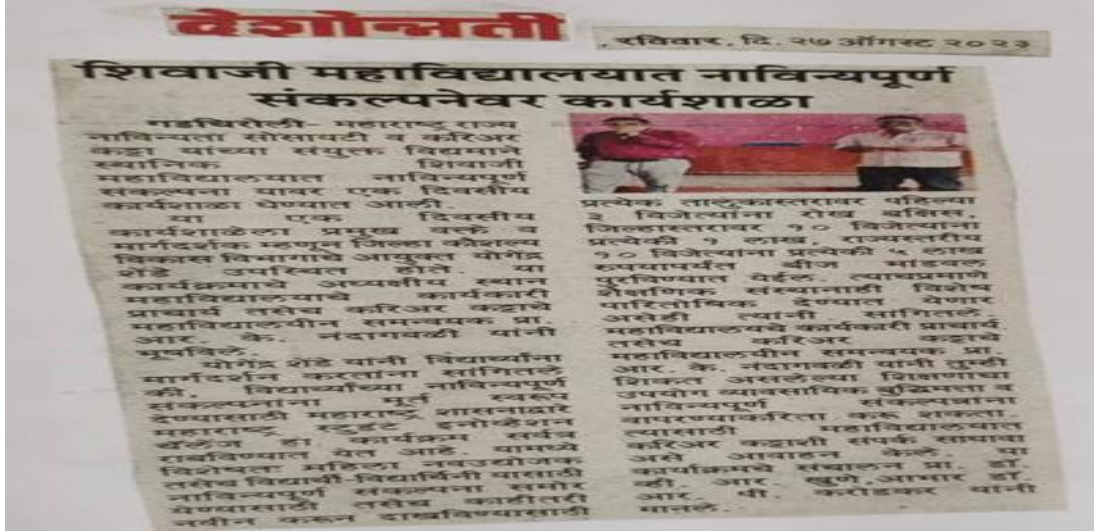 देशोन्नती
, रविवार, दि. २७ ऑगस्ट २०२३
शिवाजी महाविद्यालयात नाविन्यपूर्ण
संकल्पनेवर कार्यशाळा
गडचिरोली- महाराष्ट्र राज्य
नाविन्यता सोसायटी व करिअर
कट्टा यांच्या संयुक्त विद्यमाने
स्थानिक शिवाजी
महाविद्यालयात नाविन्यपूर्ण
संकल्पना यावर एक दिवसीय
कार्यशाळा घेण्यात आली.
या एक दिवसीय
कार्यशाळेला प्रमुख वक्ते व
मार्गदर्शक म्हणून जिल्हा कौशल्य
विकास विभागाचे आयुक्त योगेंद्र
शेंडे उपस्थित होते. या
कार्यक्रमाचे अध्यक्षीय स्थान
महाविद्यालयाचे कार्यकारी
प्राचार्य तसेच करिअर कट्टाचे
महाविद्यालयीन समन्वयक प्रा.
आर. के. नंदागवळी यांनी
भूषविले.
योगेंद्र शेंडे यांनी विद्यार्थ्यांना
मार्गदर्शन करतांना सांगितले
की, विद्यार्थ्यांच्या नाविन्यपूर्ण
संकल्पनांना मूर्त स्वरूप
देण्यासाठी महाराष्ट्र शासनाद्वारे
महाराष्ट्र स्टुडंट इनोव्हेशन
चॅलेंज हा कार्यक्रम सर्वत्र
राबविण्यात येत आहे. यामध्ये
विशेषतः महिला नवउद्योजक
तसेच विद्यार्थी-विद्यार्थिनी यासाठी
नाविन्यपूर्ण संकल्पना समोर
येण्यासाठी तसेच काहीतरी
नवीन करून दाखविण्यासाठी
प्रत्येक तालुकास्तरावर पहिल्या
३ विजेत्यांना रोख बक्षिस,
जिल्हास्तरावर १० विजेत्यांना
प्रत्येकी १ लाख, राज्यस्तरीय
१० विजेत्यांना प्रत्येकी ५ लाख
रुपयापर्यंत बीज भांडवल
पुरविण्यात येईल. त्याचप्रमाणे
शैक्षणिक संस्थानाही विशेष
पारितोषिक देण्यात येणार
असेही त्यांनी सांगितले.
महाविद्यालयचे कार्यकारी प्राचार्य
तसेच करिअर कट्टाचे
महाविद्यालयीन समन्वयक प्रा.
आर. के. नंदागवळी यांनी तुम्ही
शिकत असलेल्या शिक्षणाचा
उपयोग व्यावसायिक बुद्धिमत्ता व
नाविन्यपूर्ण संकल्पनांना
वापरण्याकरिता करू शकता.
त्यासाठी महाविद्यालयात
करिअर कट्टाशी संपर्क साधावा
असे आवाहन केले. या
कार्यक्रमचे संचालन प्रा. डॉ.
व्ही. आर. खुणे, आभार डॉ.
आर. पी. करोडकर यांनी
मानले.